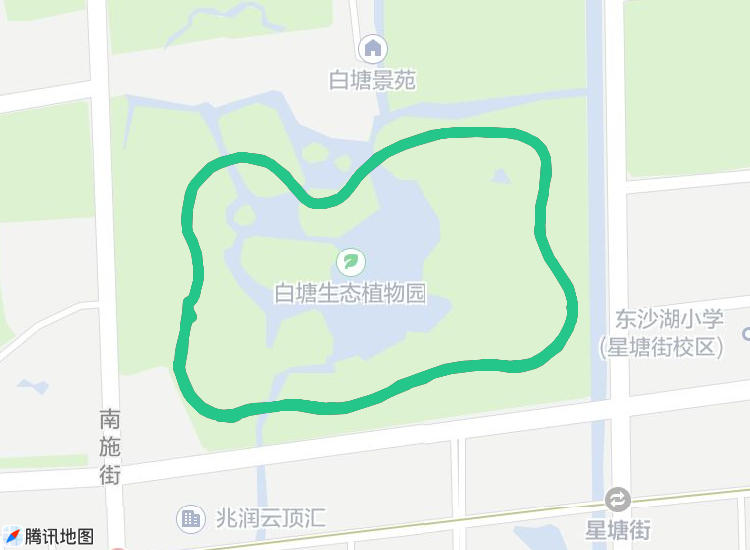 白塘景苑
白塘生态植物园
东沙湖小学
(星塘街校区)
南施街
兆润云顶汇
星塘街
腾讯地图